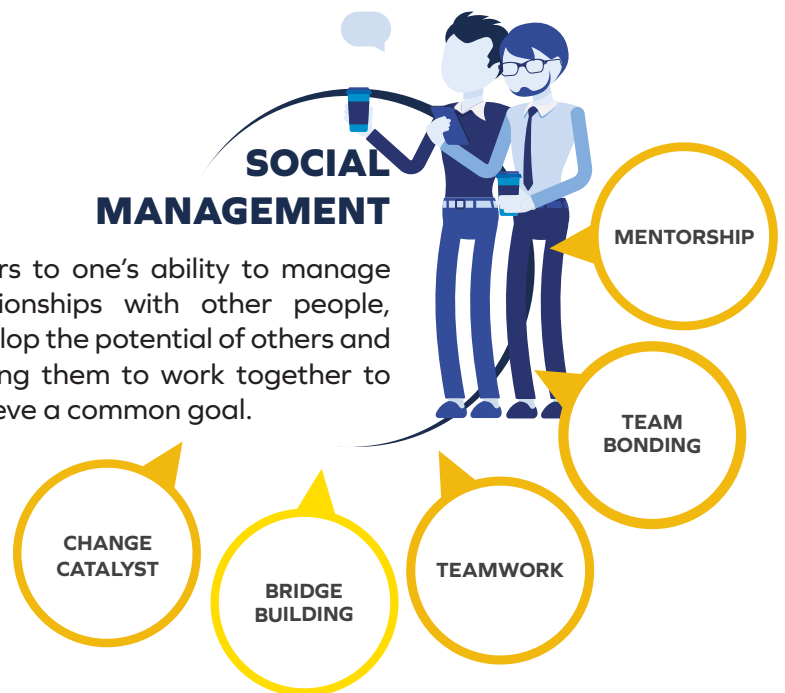 SOCIAL
MANAGEMENT
rs to one’s ability to manage
ionships with other people,
lop the potential of others and
ng them to work together to
eve a common goal.
MENTORSHIP
TEAM
BONDING
TEAMWORK
BRIDGE
BUILDING
CHANGE
CATALYST